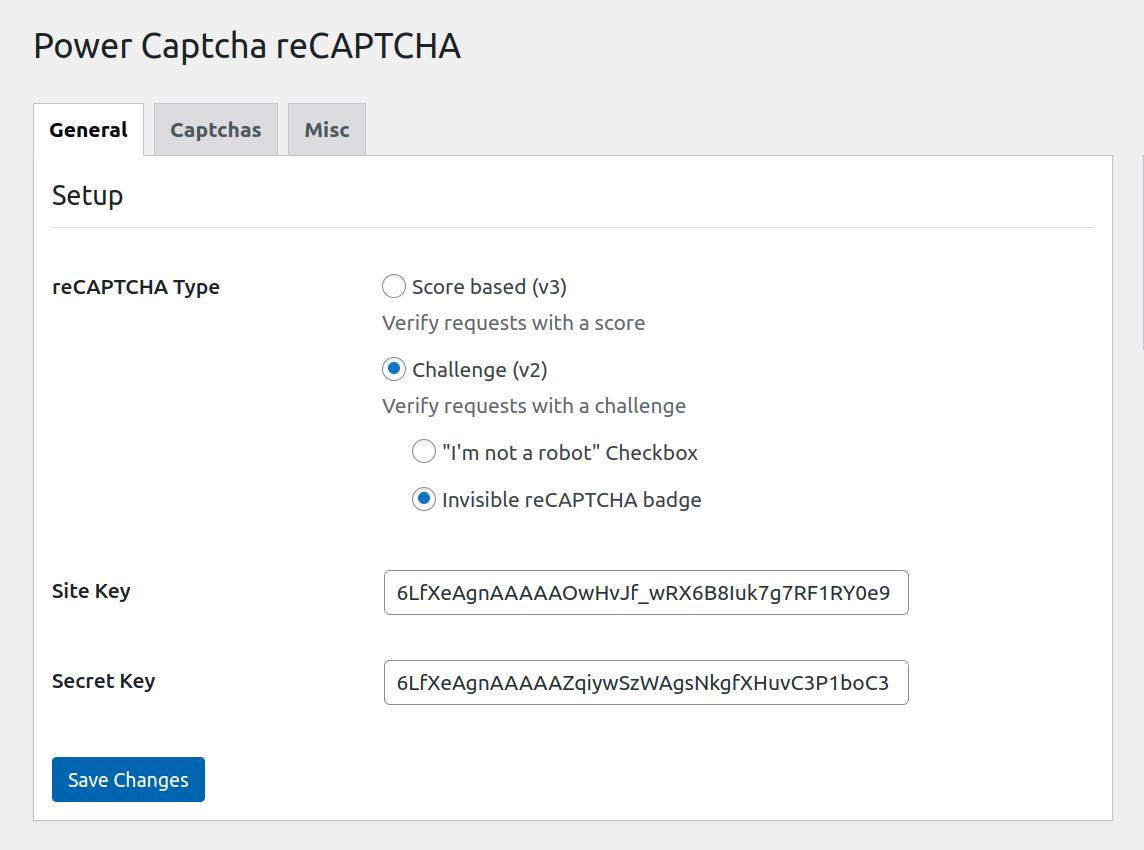 Power Captcha reCAPTCHA
General
Captchas
Misc
Setup
reCAPTCHA Type
Score based (v3)
Verify requests with a score
Challenge (v2)
Verify requests with a challenge
"I'm not a robot" Checkbox
Invisible reCAPTCHA badge
Site Key
6LfXeAgnAAAAAOwHvJf_wRX6B8Iuk7g7RF1RY0e9
Secret Key
6LfXeAgnAAAAAZqiywSzWAgsNkgfXHuvC3P1boC3
Save Changes